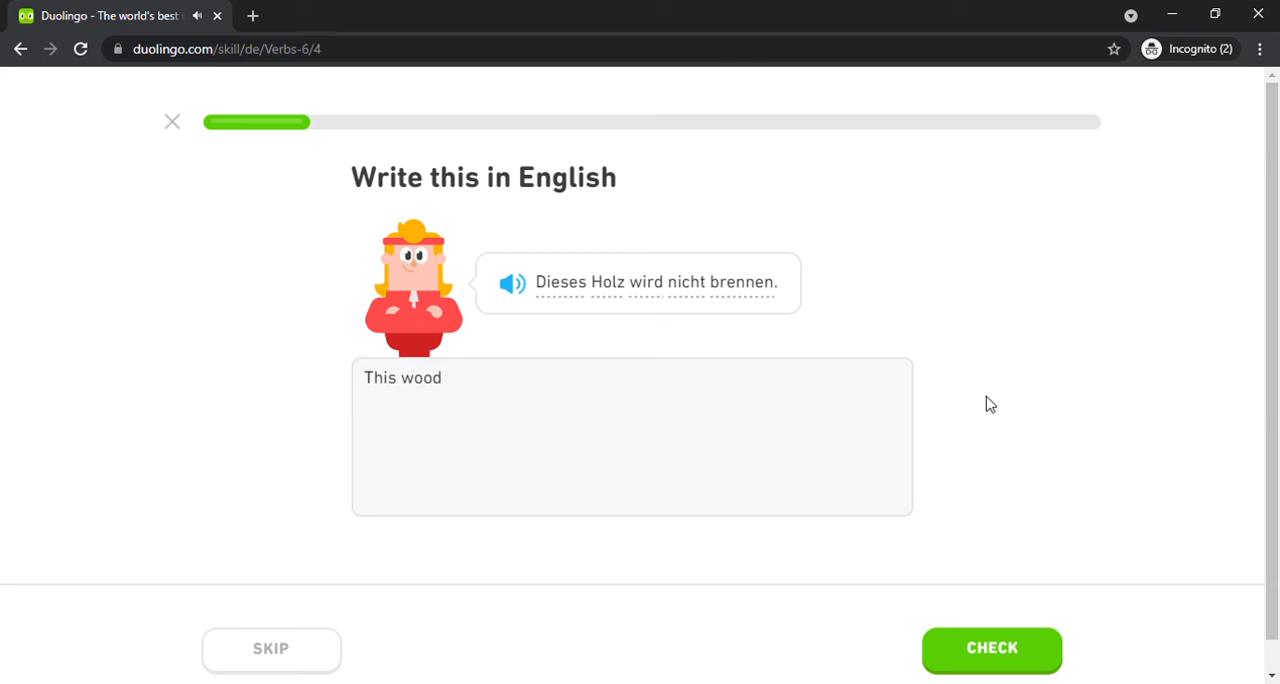 Duolingo - The world's best
duolingo.com/skill/de/Verbs-6/4
Incognito (2)
Write this in English
Dieses Holz wird nicht brennen.
This wood
SKIP
CHECK